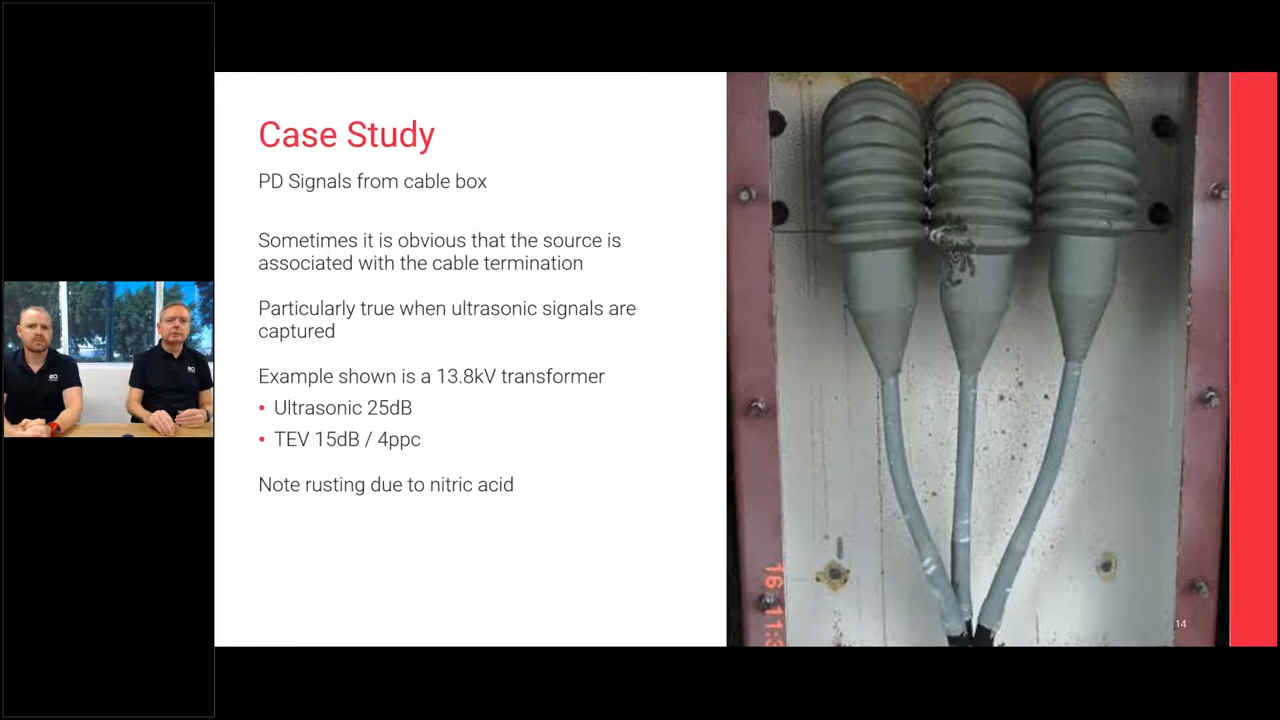 Case Study
PD Signals from cable box
Sometimes it is obvious that the source is
associated with the cable termination
Particularly true when ultrasonic signals are
captured
Example shown is a 13.8kV transformer
• Ultrasonic 25dB
• TEV 15dB / 4ppc
Note rusting due to nitric acid
14